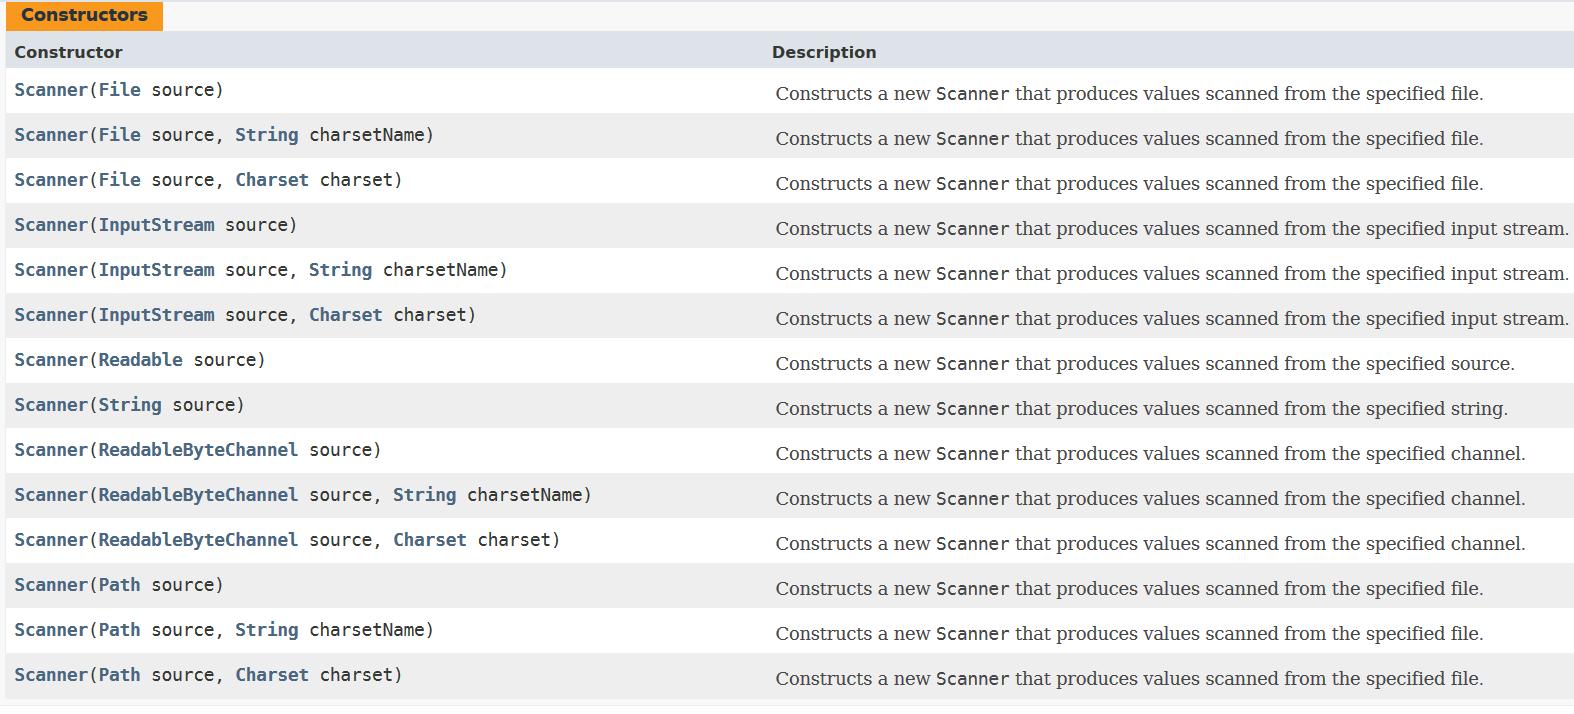 Constructors
Constructor Description
Scanner(File source) Constructs a new Scanner that produces values scanned from the specified file.
Scanner(File source, String charsetName) Constructs a new Scanner that produces values scanned from the specified file.
Scanner(File source, Charset charset) Constructs a new Scanner that produces values scanned from the specified file.
Scanner(InputStream source) Constructs a new Scanner that produces values scanned from the specified input stream.
Scanner(InputStream source, String charsetName) Constructs a new Scanner that produces values scanned from the specified input stream.
Scanner(InputStream source, Charset charset) Constructs a new Scanner that produces values scanned from the specified input stream.
Scanner(Readable source) Constructs a new Scanner that produces values scanned from the specified source.
Scanner(String source) Constructs a new Scanner that produces values scanned from the specified string.
Scanner(ReadableByteChannel source) Constructs a new Scanner that produces values scanned from the specified channel.
Scanner(ReadableByteChannel source, String charsetName) Constructs a new Scanner that produces values scanned from the specified channel.
Scanner(ReadableByteChannel source, Charset charset) Constructs a new Scanner that produces values scanned from the specified channel.
Scanner(Path source) Constructs a new Scanner that produces values scanned from the specified file.
Scanner(Path source, String charsetName) Constructs a new Scanner that produces values scanned from the specified file.
Scanner(Path source, Charset charset) Constructs a new Scanner that produces values scanned from the specified file.